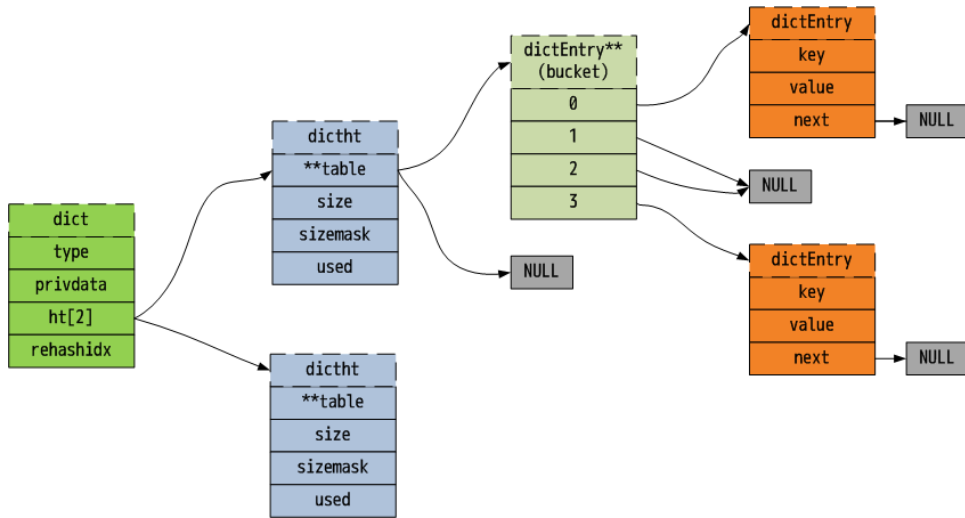 dict
type
privdata
ht[2]
rehashidx
dictht
**table
size
sizemask
used
dictht
**table
size
sizemask
used
dictEntry**
(bucket)
0
1
2
3
NULL
dictEntry
key
value
next
NULL
NULL
dictEntry
key
value
next
NULL